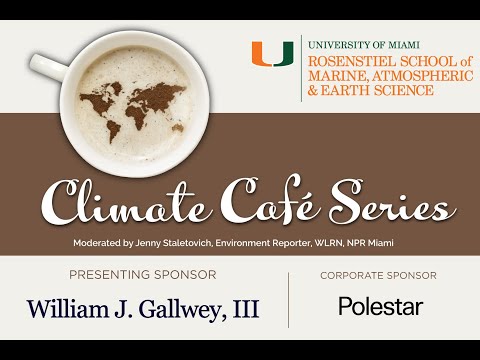 UNIVERSITY OF MIAMI
ROSENSTIEL SCHOOL of
MARINE, ATMOSPHERIC
& EARTH SCIENCE
Climate Café Series
Moderated by Jenny Staletovich, Environment Reporter, WLRN, NPR Miami
PRESENTING SPONSOR
William J. Gallwey, III
CORPORATE SPONSOR
Polestar